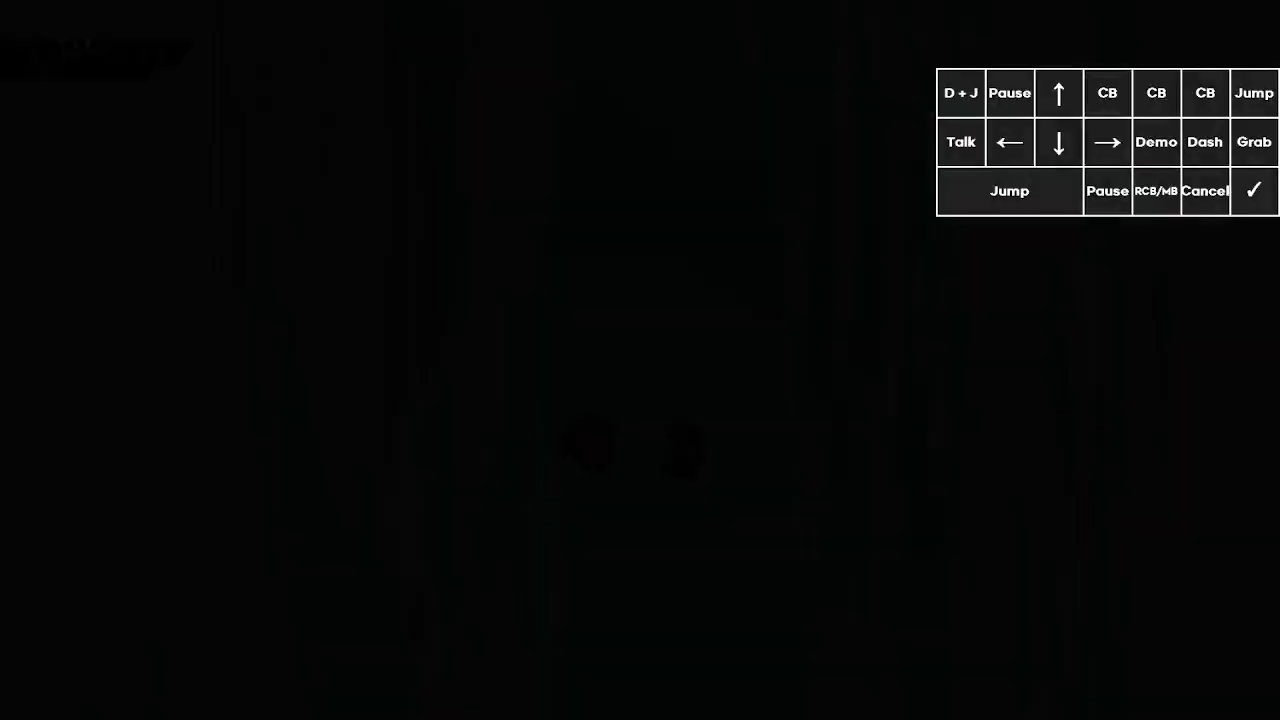 D + J Pause ↑ CB CB CB Jump
Talk ← ↓ → Demo Dash Grab
Jump Pause RCB/MB Cancel ✓